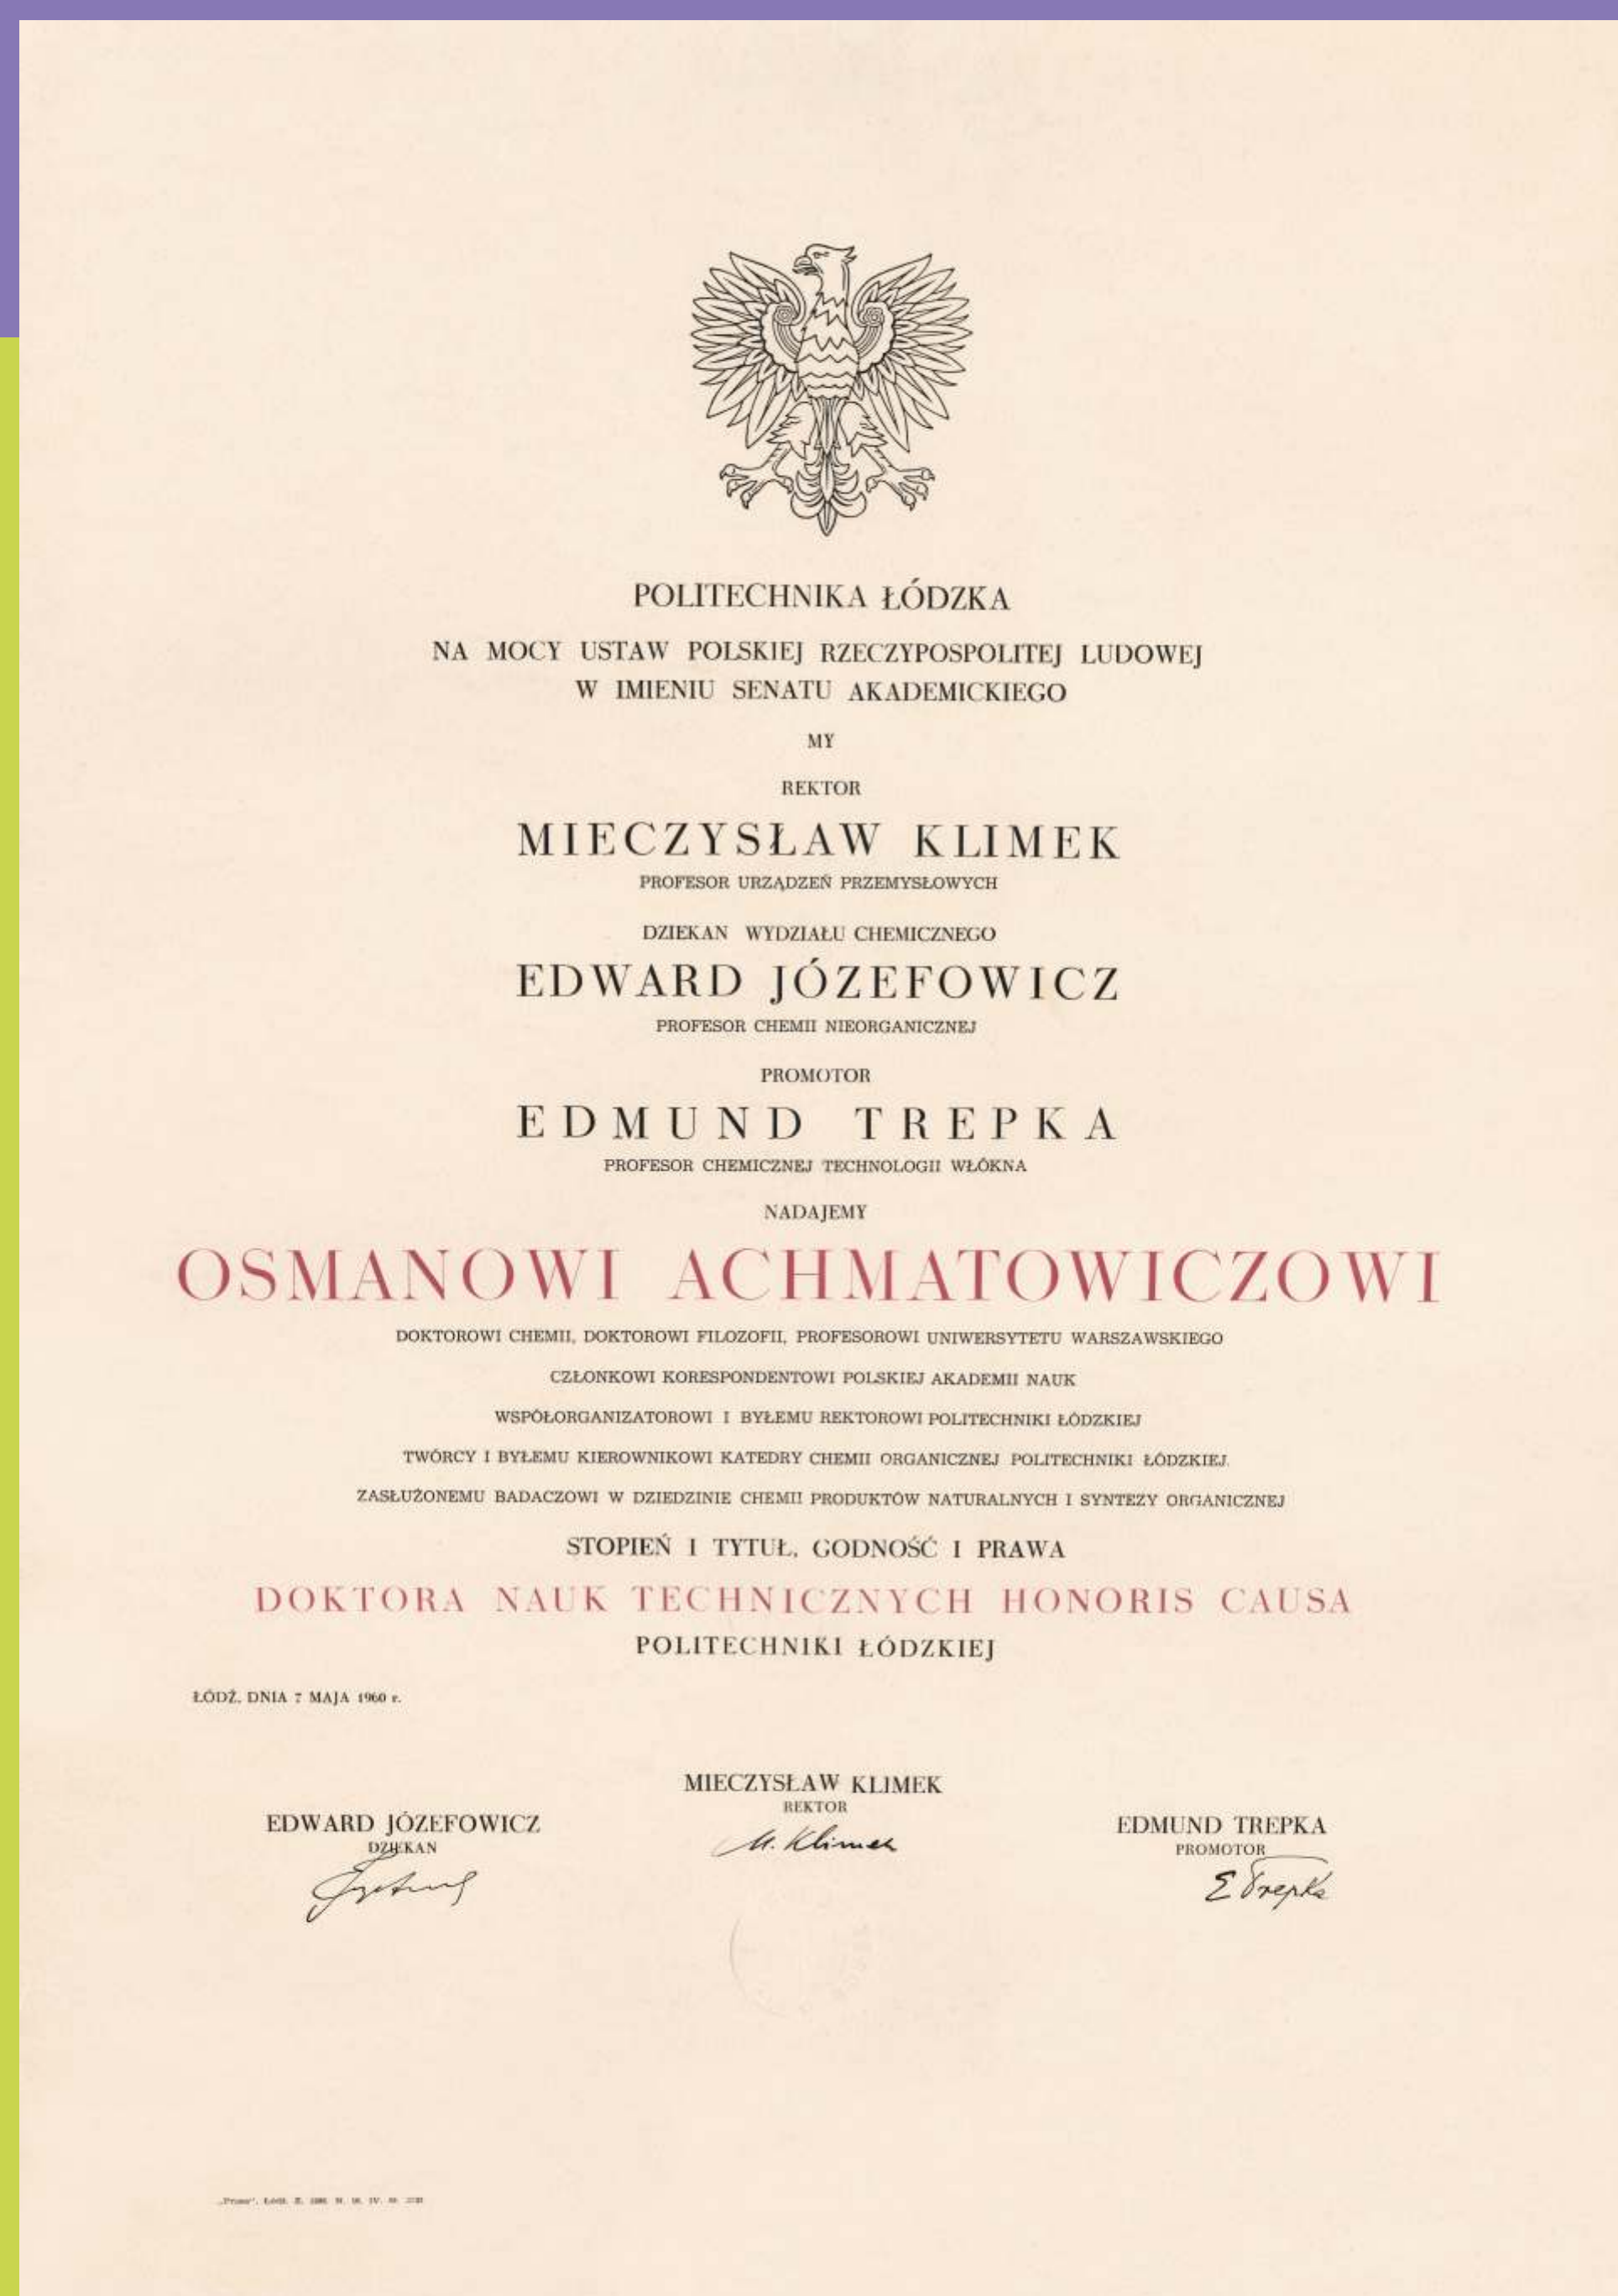 POLITECHNIKA ŁÓDZKA
NA MOCY USTAW POLSKIEJ RZECZYPOSPOLITEJ LUDOWEJ
W IMIENIU SENATU AKADEMICKIEGO
MY
REKTOR
MIECZYSŁAW KLIMEK
PROFESOR URZĄDZEŃ PRZEMYSŁOWYCH
DZIEKAN WYDZIAŁU CHEMICZNEGO
EDWARD JÓZEFOWICZ
PROFESOR CHEMII NIEORGANICZNEJ
PROMOTOR
EDMUND TREPKA
PROFESOR CHEMICZNEJ TECHNOLOGII WŁÓKNA
NADAJEMY
OSMANOWI ACHMATOWICZOWI
DOKTOROWI CHEMII, DOKTOROWI FILOZOFII, PROFESOROWI UNIWERSYTETU WARSZAWSKIEGO
CZŁONKOWI KORESPONDENTOWI POLSKIEJ AKADEMII NAUK
WSPÓŁORGANIZATOROWI I BYŁEMU REKTOROWI POLITECHNIKI ŁÓDZKIEJ
TWÓRCY I BYŁEMU KIEROWNIKOWI KATEDRY CHEMII ORGANICZNEJ POLITECHNIKI ŁÓDZKIEJ.
ZASŁUŻONEMU BADACZOWI W DZIEDZINIE CHEMII PRODUKTÓW NATURALNYCH I SYNTEZY ORGANICZNEJ
STOPIEŃ I TYTUŁ, GODNOŚĆ I PRAWA
DOKTORA NAUK TECHNICZNYCH HONORIS CAUSA
POLITECHNIKI ŁÓDZKIEJ
ŁÓDŹ, DNIA 7 MAJA 1960 r.
MIECZYSŁAW KLIMEK
REKTOR
M. Klimek
EDWARD JÓZEFOWICZ
DZIEKAN
EDMUND TREPKA
PROMOTOR
E Trepka
„Prasa", Łódź.